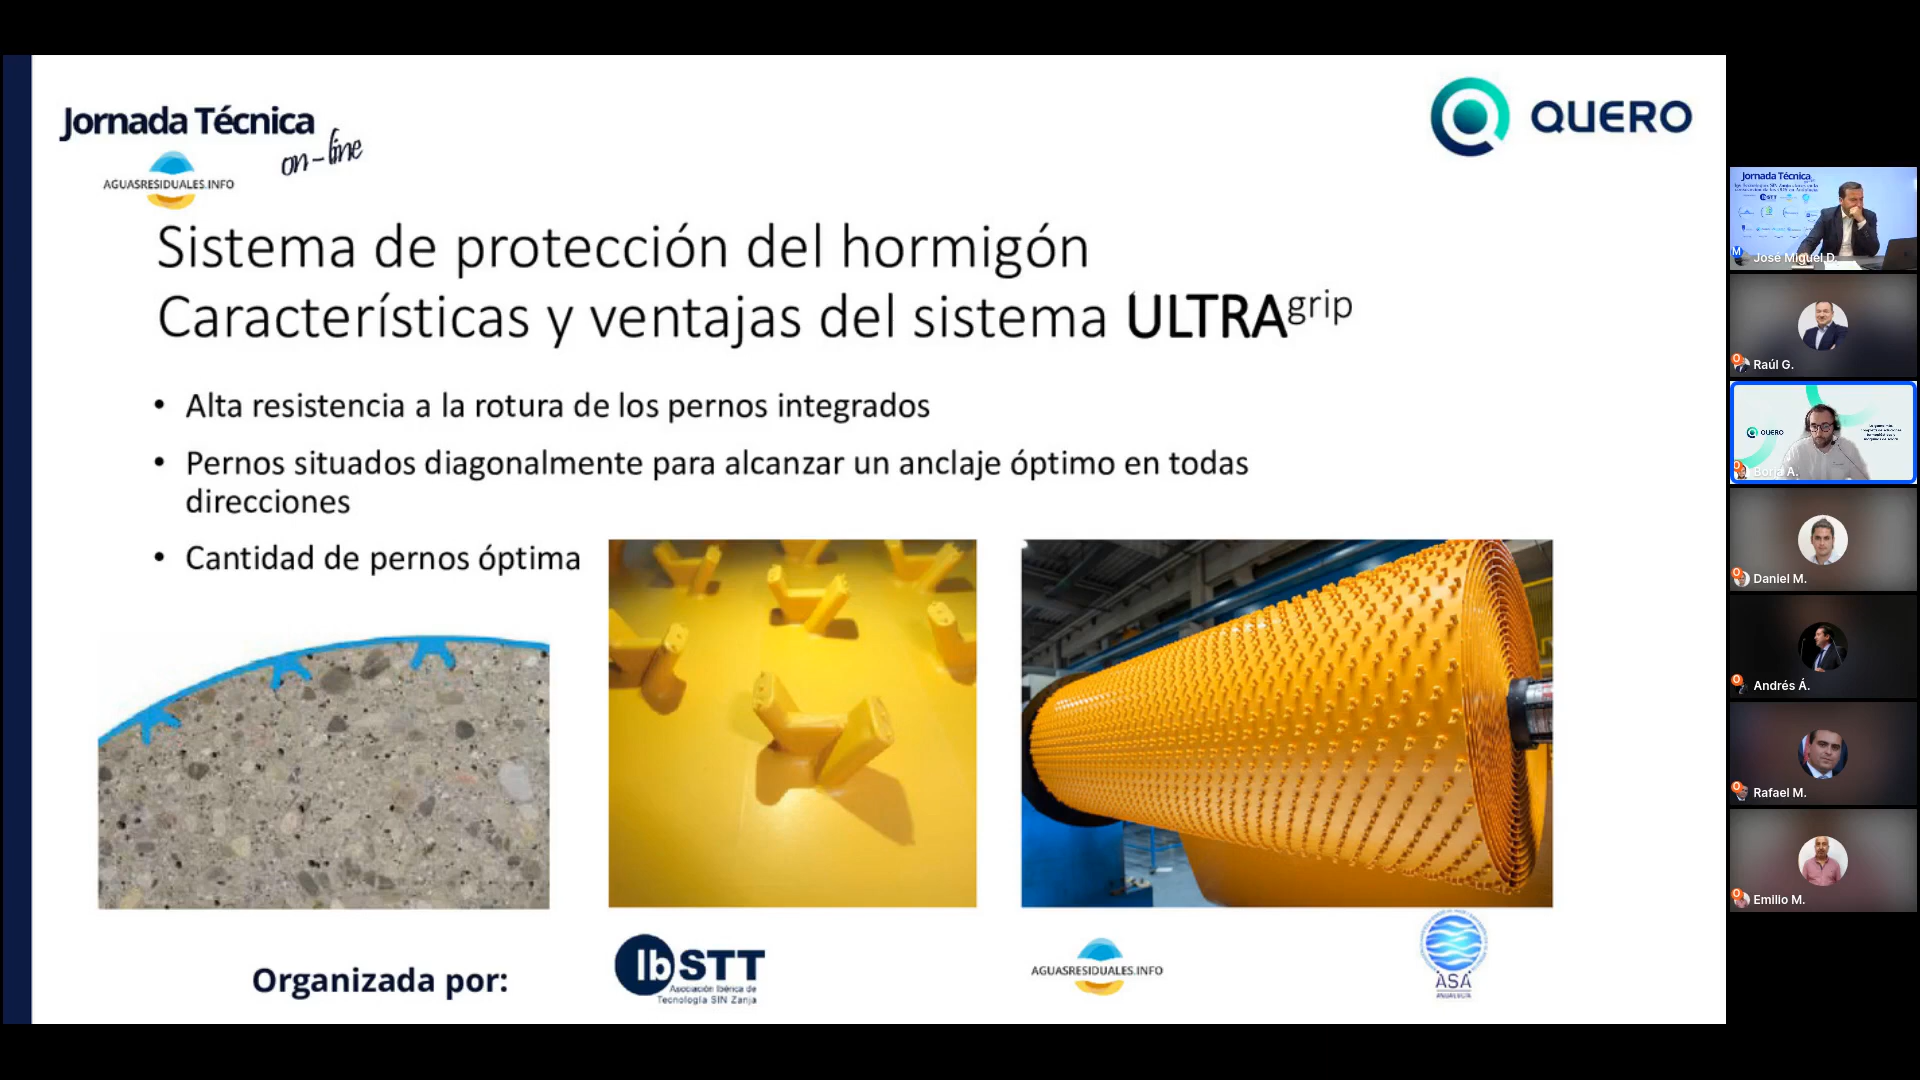 Jornada Técnica
on-line
AGUASRESIDUALES.INFO
QUERO
Sistema de protección del hormigón
Características y ventajas del sistema ULTRAgrip
• Alta resistencia a la rotura de los pernos integrados
• Pernos situados diagonalmente para alcanzar un anclaje óptimo en todas
direcciones
• Cantidad de pernos óptima
Organizada por:
IbSTT
Asociación Ibérica de
Tecnología SIN Zanja
AGUASRESIDUALES.INFO
ASA
ANDALUCÍA
Jornada Técnica
IbSTT
José Miguel D.
Raúl G.
QUERO
Borja A.
Daniel M.
Andrés Á.
Rafael M.
Emilio M.